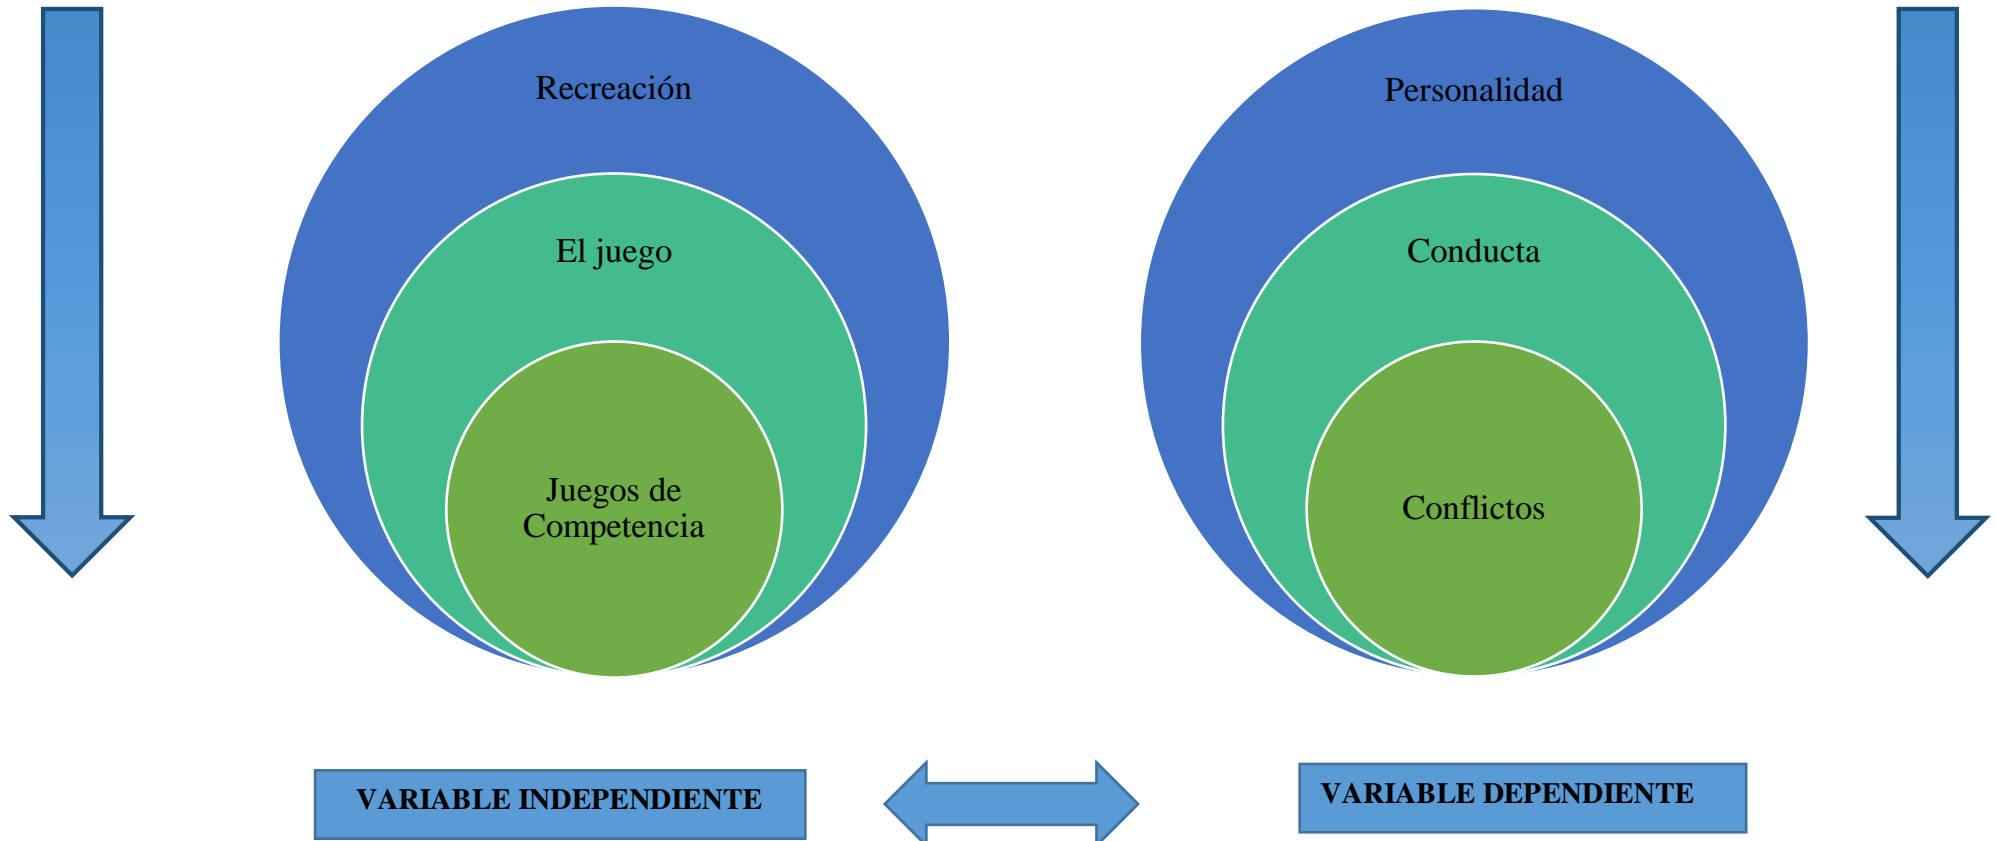 Recreación
El juego
Juegos de
Competencia
Personalidad
Conducta
Conflictos
VARIABLE INDEPENDIENTE
VARIABLE DEPENDIENTE